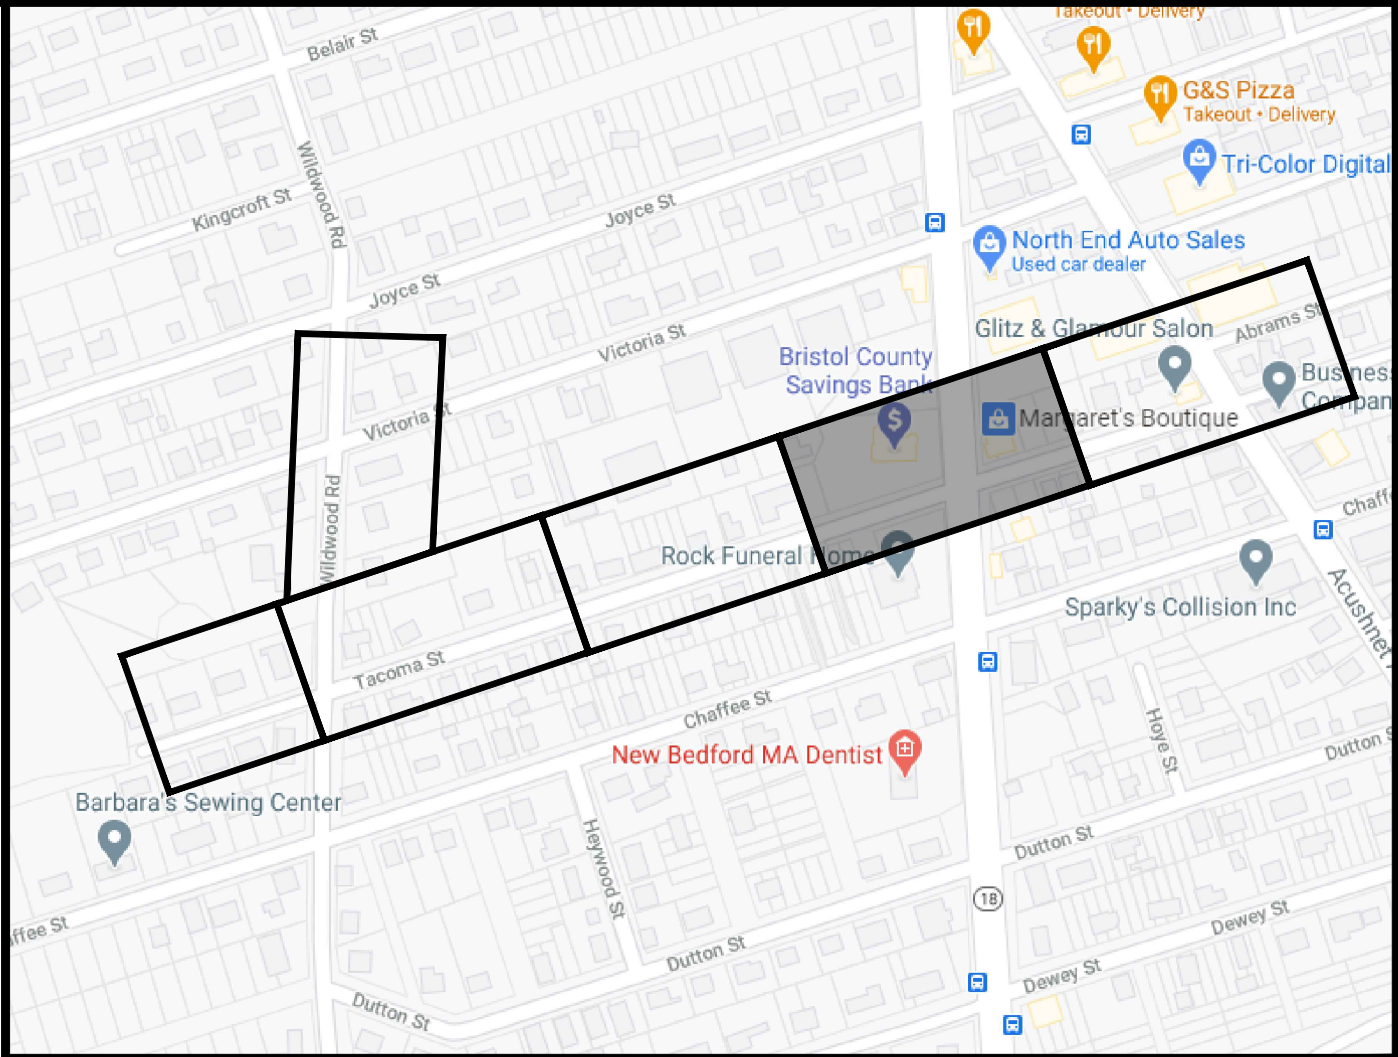 Takeout • Delivery
Belair St
G&S Pizza
Takeout • Delivery
Tri-Color Digital
Wildwood Rd
Kingcroft St
Joyce St
North End Auto Sales
Used car dealer
Joyce St
Glitz & Glamour Salon
Abrams St
Victoria St
Bristol County
Savings Bank
Business
Compan
Margaret's Boutique
Victoria St
Wildwood Rd
Chaff
Rock Funeral Home
Sparky's Collision Inc
Acushnet A
Tacoma St
Chaffee St
Hoye St
New Bedford MA Dentist
Dutton S
Barbara's Sewing Center
Heywood St
Dutton St
18
ffee St
Dewey St
Dutton St
Dewey St
Dutton St